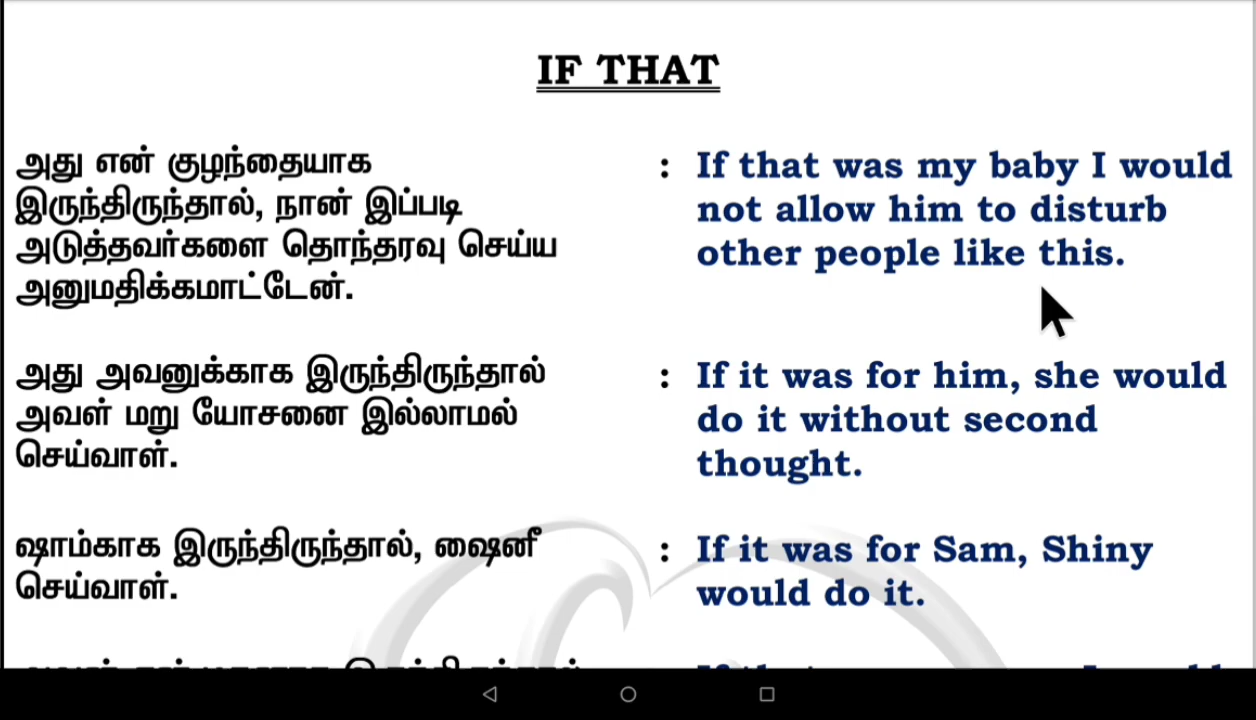 IF THAT
அது என் குழந்தையாக
இருந்திருந்தால், நான் இப்படி
அடுத்தவர்களை தொந்தரவு செய்ய
அனுமதிக்கமாட்டேன்.
: If that was my baby I would
not allow him to disturb
other people like this.
அது அவனுக்காக இருந்திருந்தால்
அவள் மறு யோசனை இல்லாமல்
செய்வாள்.
: If it was for him, she would
do it without second
thought.
ஷாம்காக இருந்திருந்தால், ஷைனீ
செய்வாள்.
: If it was for Sam, Shiny
would do it.